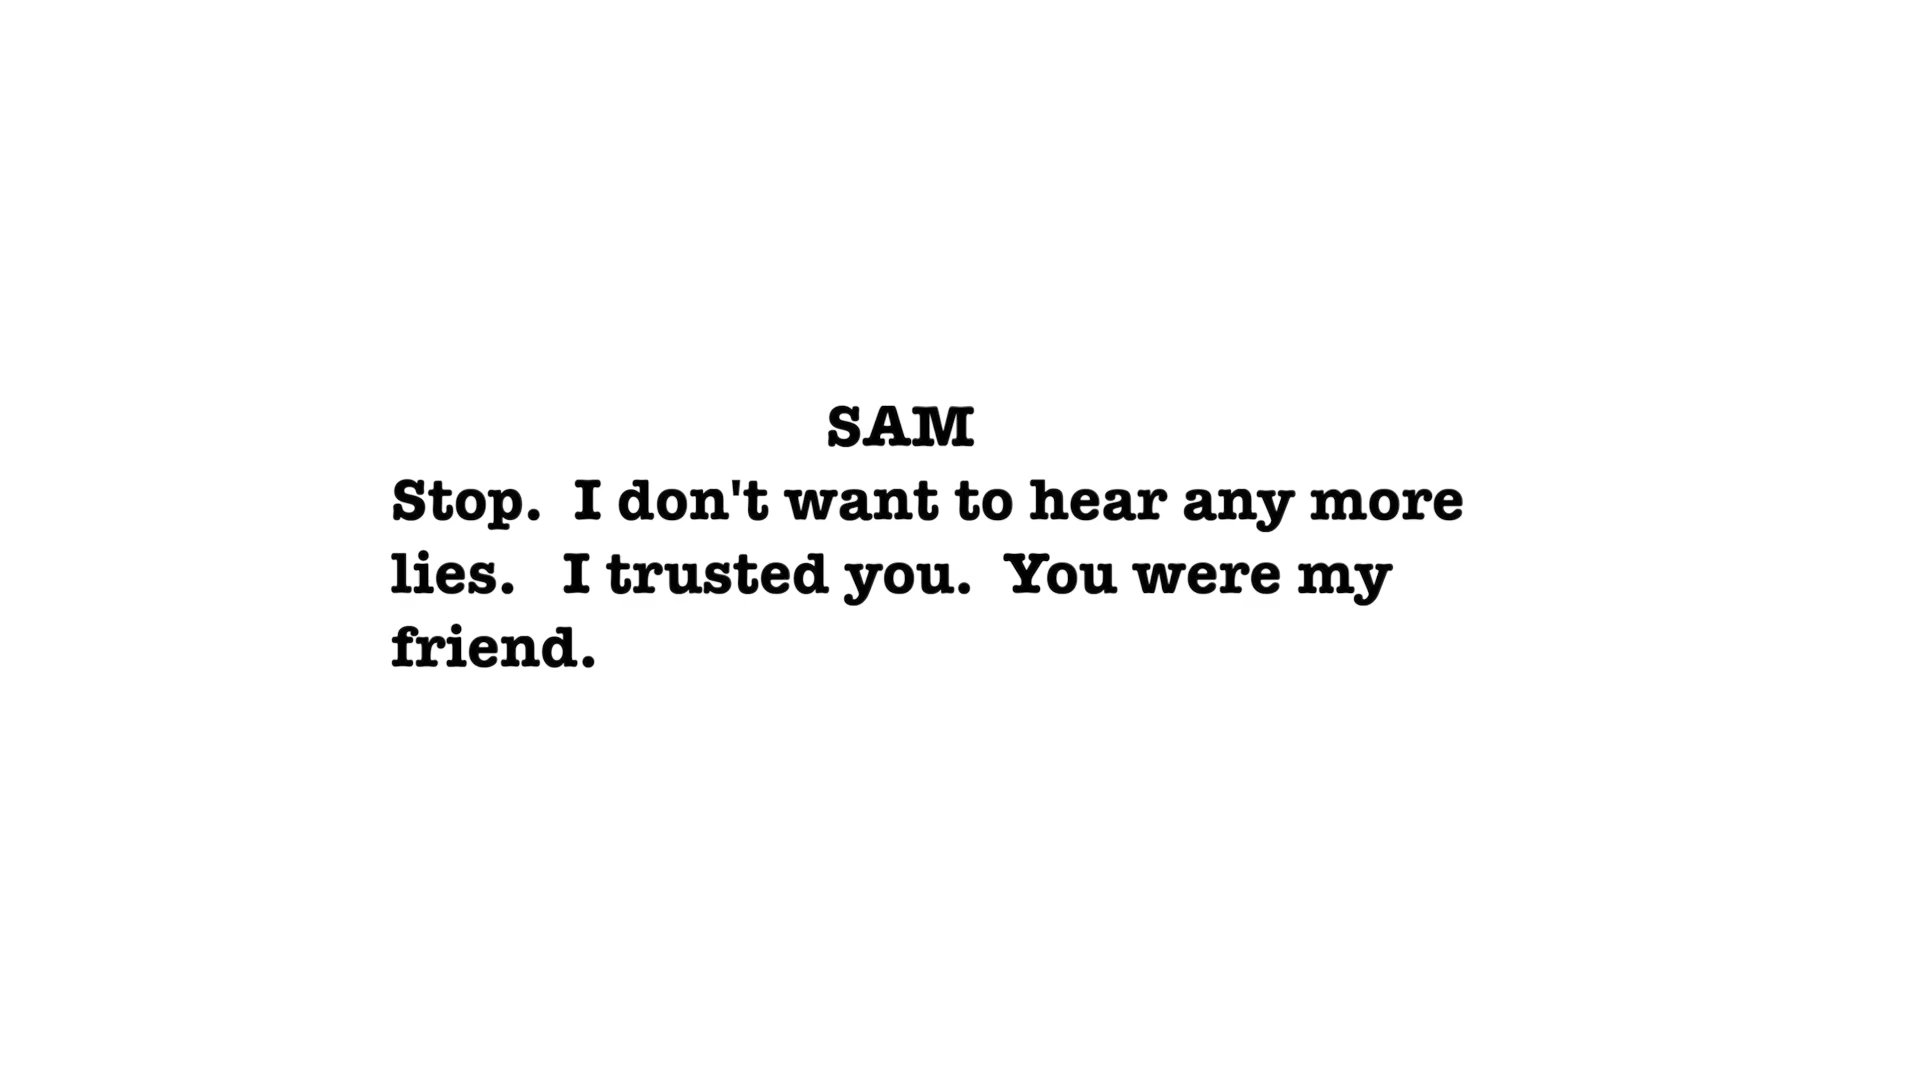 SAM
Stop.  I don't want to hear any more
lies.   I trusted you.  You were my
friend.